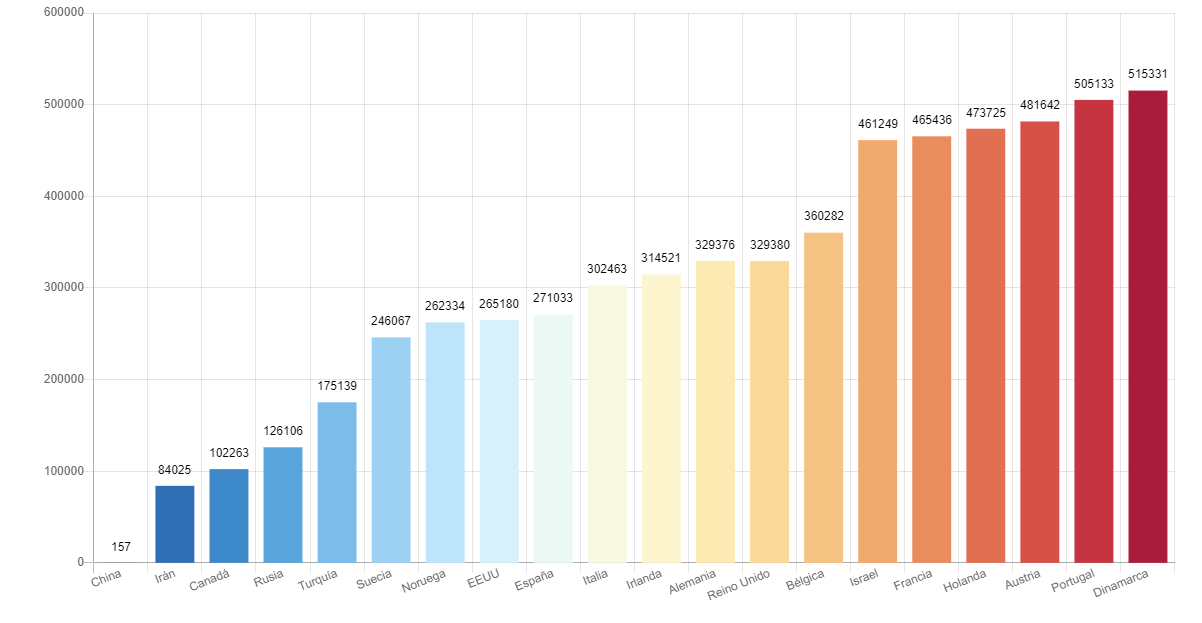 600000
500000
400000
300000
200000
100000
0
157
84025
102263
126106
175139
246067
262334
265180
271033
302463
314521
329376
329380
360282
461249
465436
473725
481642
505133
515331
China
Irán
Canadá
Rusia
Turquía
Suecia
Noruega
EEUU
España
Italia
Irlanda
Alemania
Reino Unido
Bélgica
Israel
Francia
Holanda
Austria
Portugal
Dinamarca